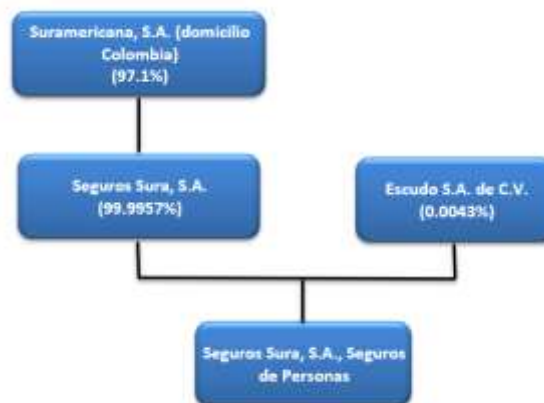 Suramericana, S.A. (domicilio
Colombia)
(97.1%)
Seguros Sura, S.A.
(99.9957%)
Escudo S.A. de C.V.
(0.0043%)
Seguros Sura, S.A., Seguros
de Personas